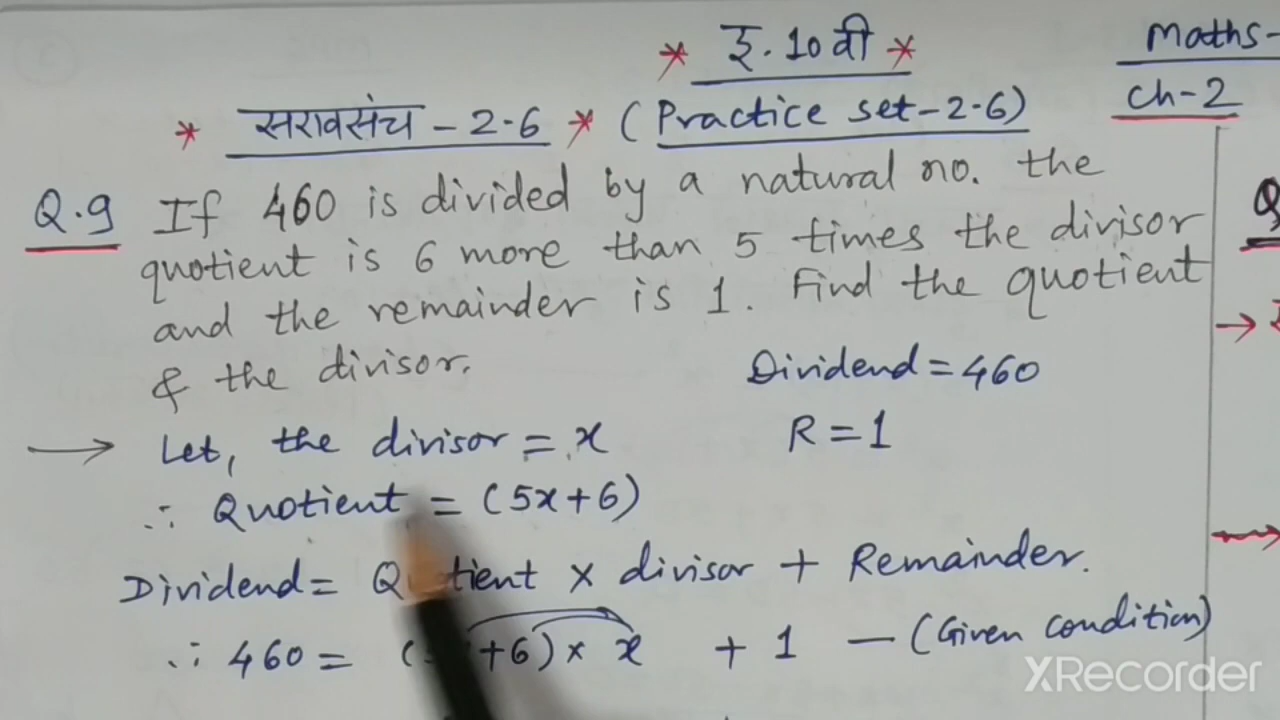 * इ. 10 वी *
Maths-
* सरावसंच - 2.6 * (Practice set-2.6)
Ch-2
Q.9 If 460 is divided by a natural no. the
quotient is 6 more than 5 times the divisor
and the remainder is 1. Find the quotient
& the divisor.
Dividend = 460
→ Let, the divisor = x
R = 1
∴ Quotient = (5x+6)
Dividend = Quotient × divisor + Remainder.
∴ 460 = ( +6) × x + 1 — (Given condition)
Q
XRecorder